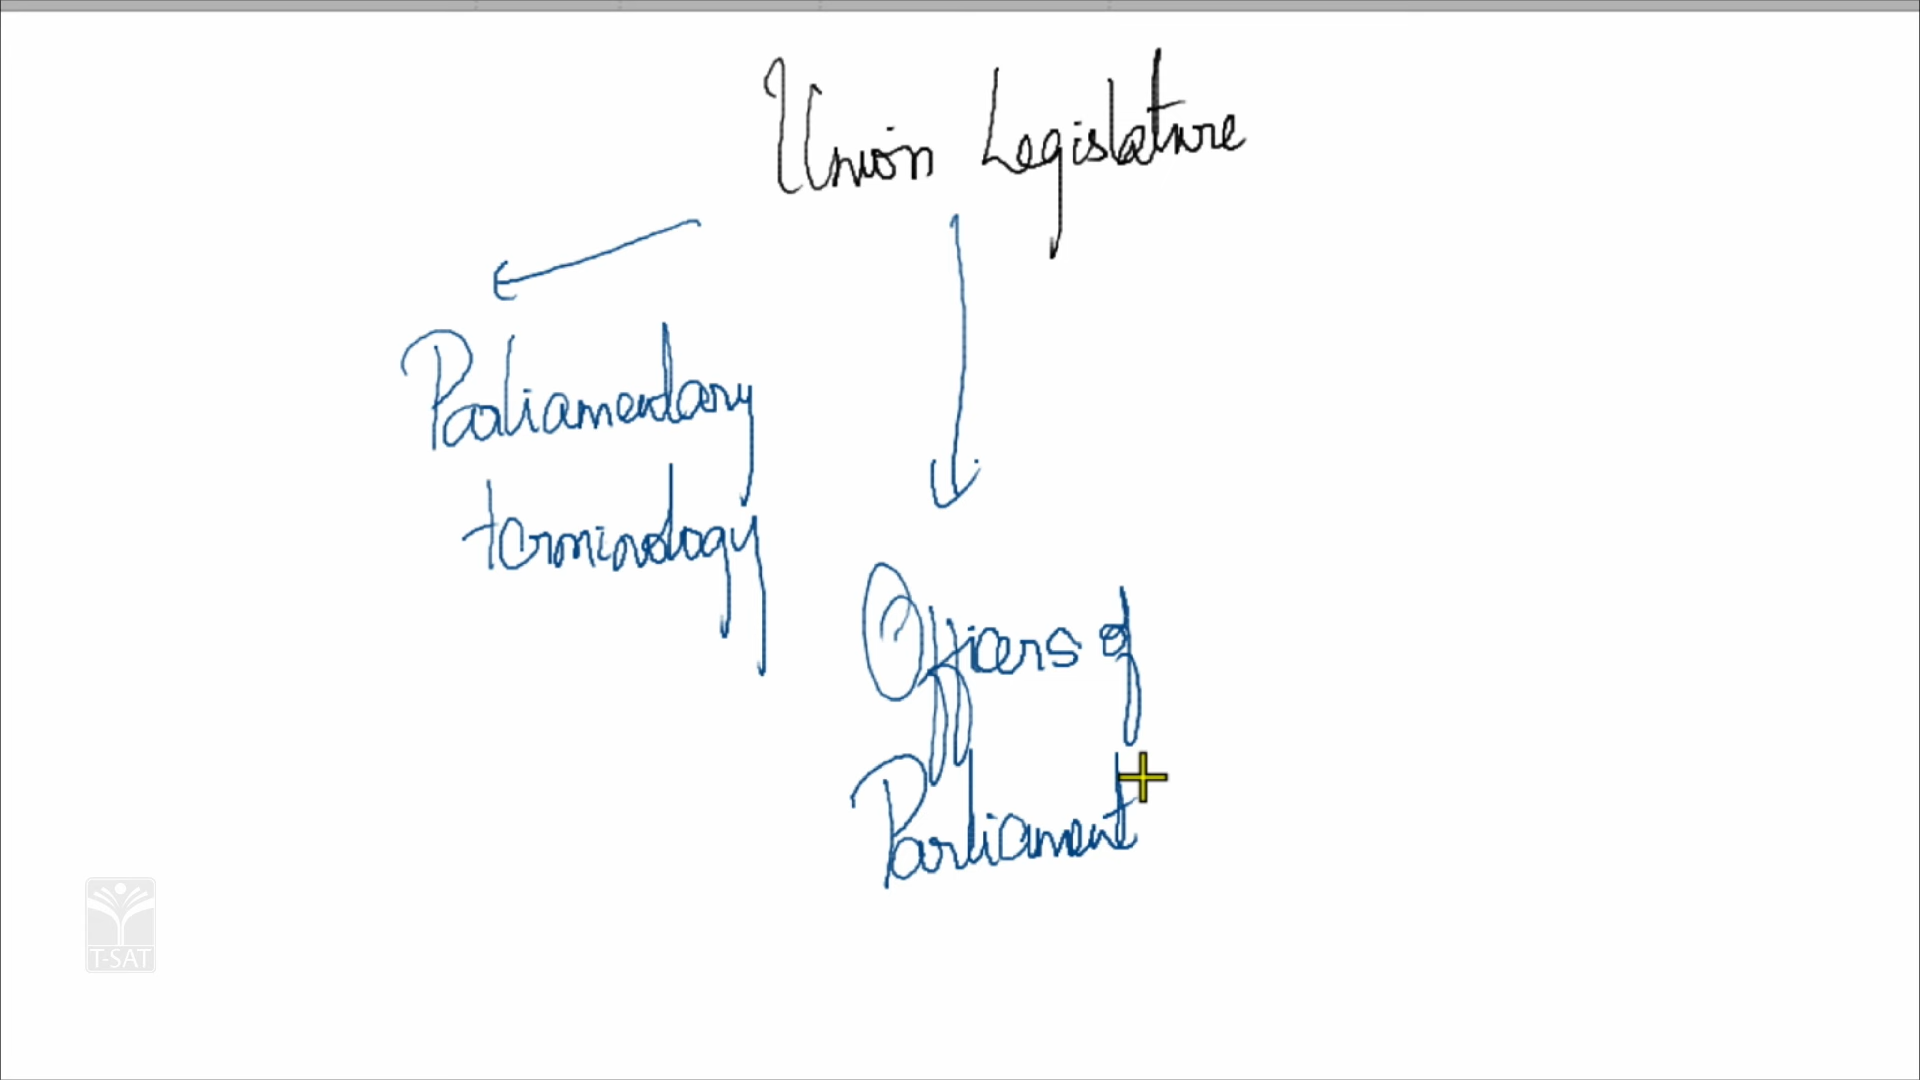 Union Legislature
Parliamentary
terminology
Officers of
Parliament
T-SAT